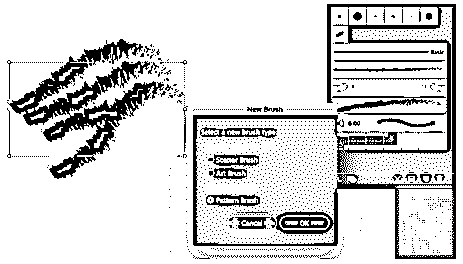 Basic
6.00
New Brush
Select a new brush type
Scatter Brush
Art Brush
Pattern Brush
Cancel
OK